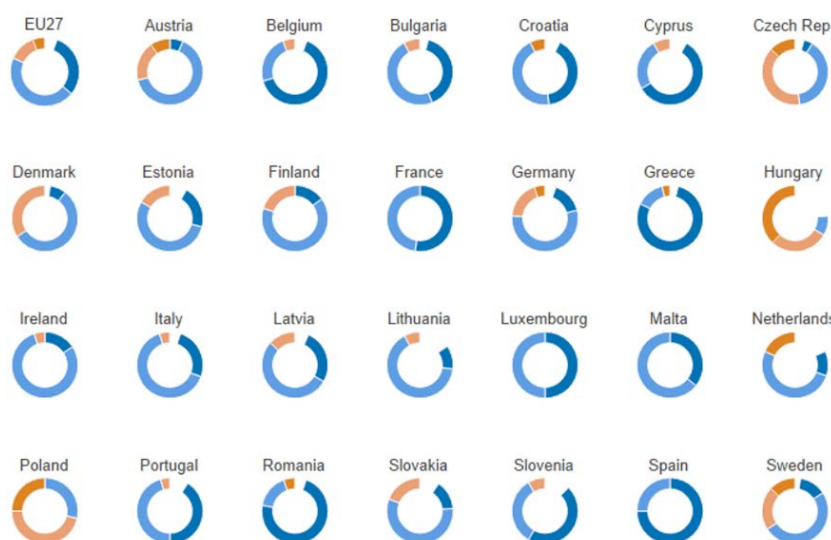 EU27 Austria Belgium Bulgaria Croatia Cyprus Czech Rep
Denmark Estonia Finland France Germany Greece Hungary
Ireland Italy Latvia Lithuania Luxembourg Malta Netherlands
Poland Portugal Romania Slovakia Slovenia Spain Sweden